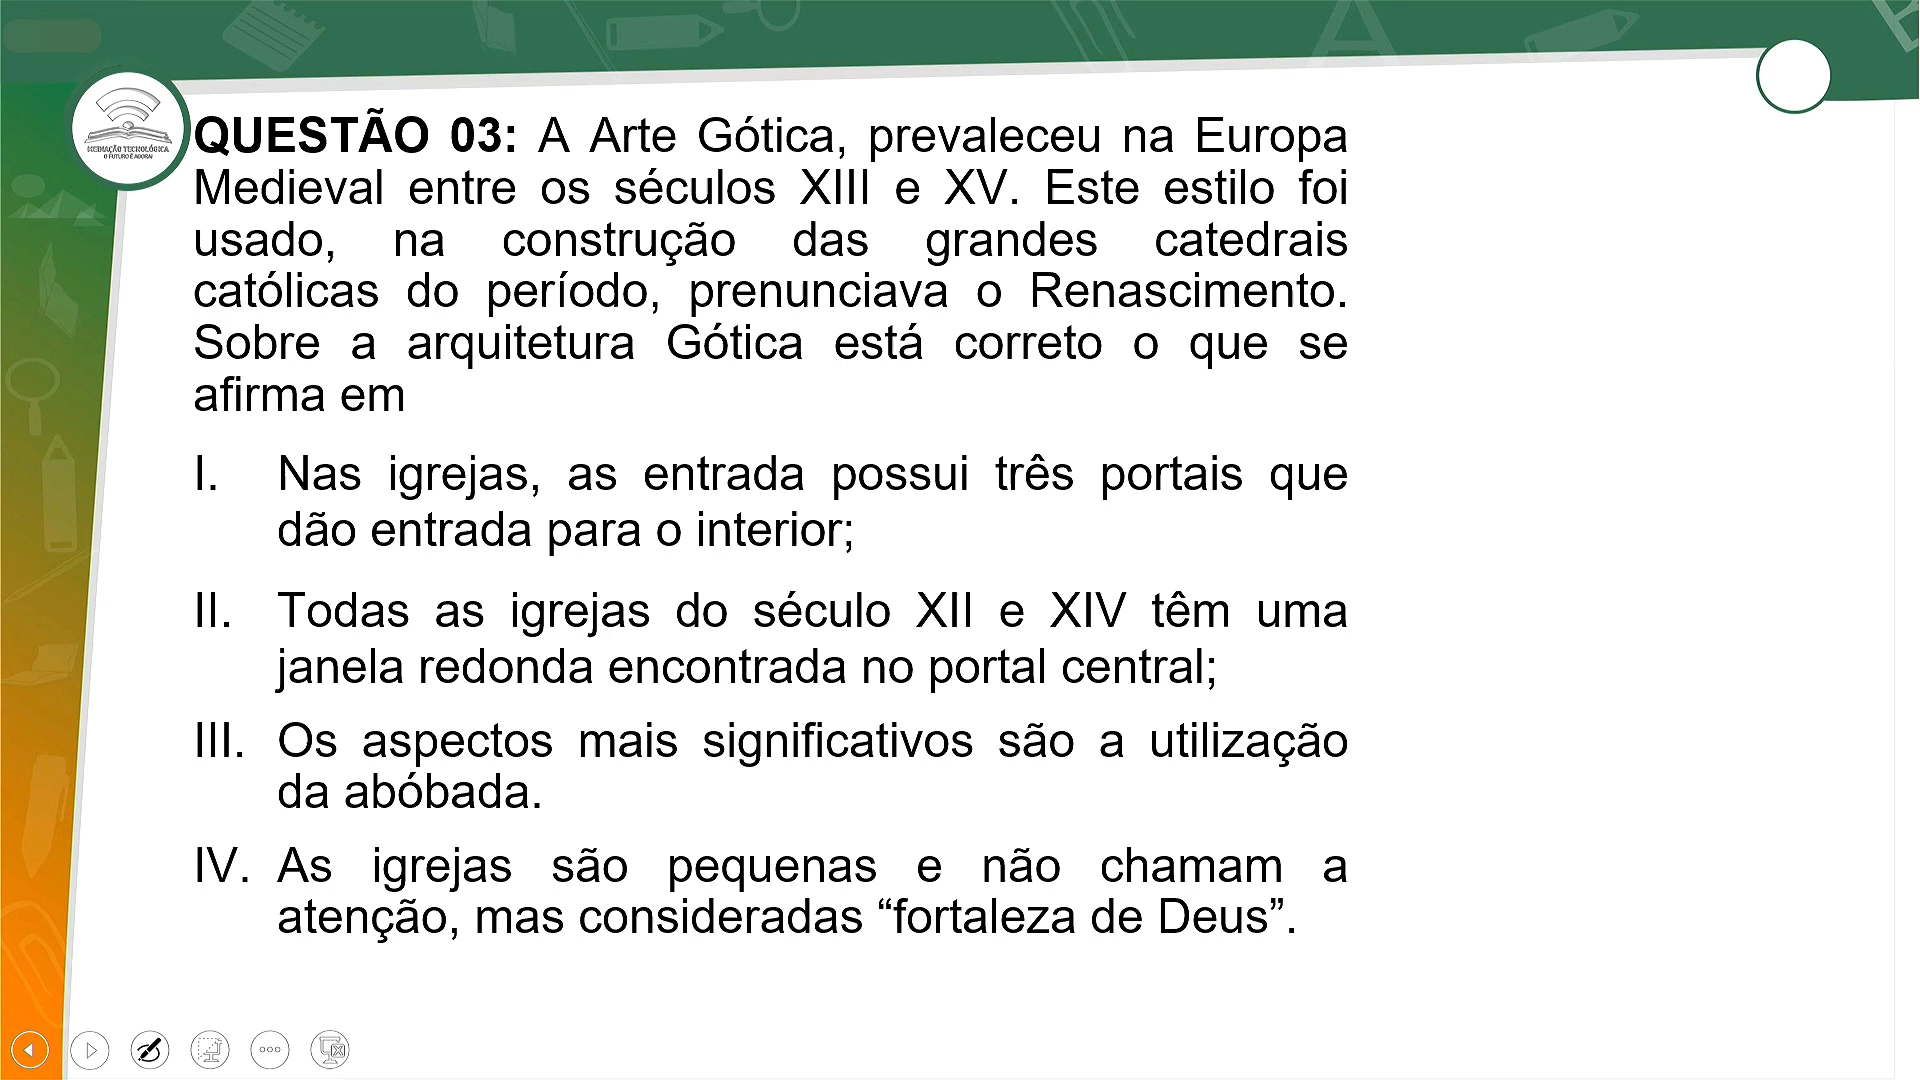 MEDIAÇÃO TECNOLÓGICA
O FUTURO É AGORA!
QUESTÃO 03: A Arte Gótica, prevaleceu na Europa
Medieval entre os séculos XIII e XV. Este estilo foi
usado, na construção das grandes catedrais
católicas do período, prenunciava o Renascimento.
Sobre a arquitetura Gótica está correto o que se
afirma em
I. Nas igrejas, as entrada possui três portais que
dão entrada para o interior;
II. Todas as igrejas do século XII e XIV têm uma
janela redonda encontrada no portal central;
III. Os aspectos mais significativos são a utilização
da abóbada.
IV. As igrejas são pequenas e não chamam a
atenção, mas consideradas “fortaleza de Deus”.